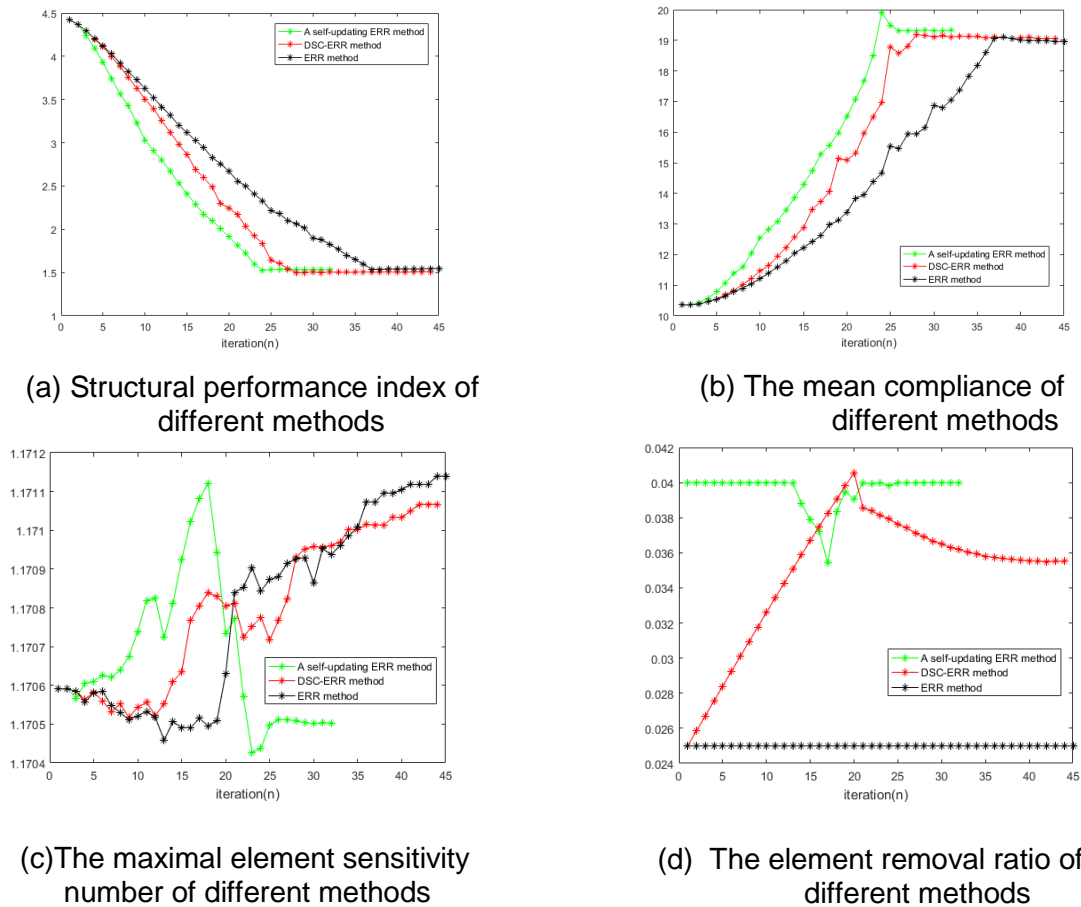 4.5
4
3.5
3
2.5
2
1.5
1
0 5 10 15 20 25 30 35 40 45
iteration(n)
A self-updating ERR method
DSC-ERR method
ERR method
(a) Structural performance index of
different methods
20
19
18
17
16
15
14
13
12
11
10
0 5 10 15 20 25 30 35 40 45
iteration(n)
A self-updating ERR method
DSC-ERR method
ERR method
(b) The mean compliance of
different methods
1.1712
1.1711
1.171
1.1709
1.1708
1.1707
1.1706
1.1705
1.1704
0 5 10 15 20 25 30 35 40 45
iteration(n)
A self-updating ERR method
DSC-ERR method
ERR method
(c)The maximal element sensitivity
number of different methods
0.042
0.04
0.038
0.036
0.034
0.032
0.03
0.028
0.026
0.024
0 5 10 15 20 25 30 35 40 45
iteration(n)
A self-updating ERR method
DSC-ERR method
ERR method
(d) The element removal ratio of
different methods